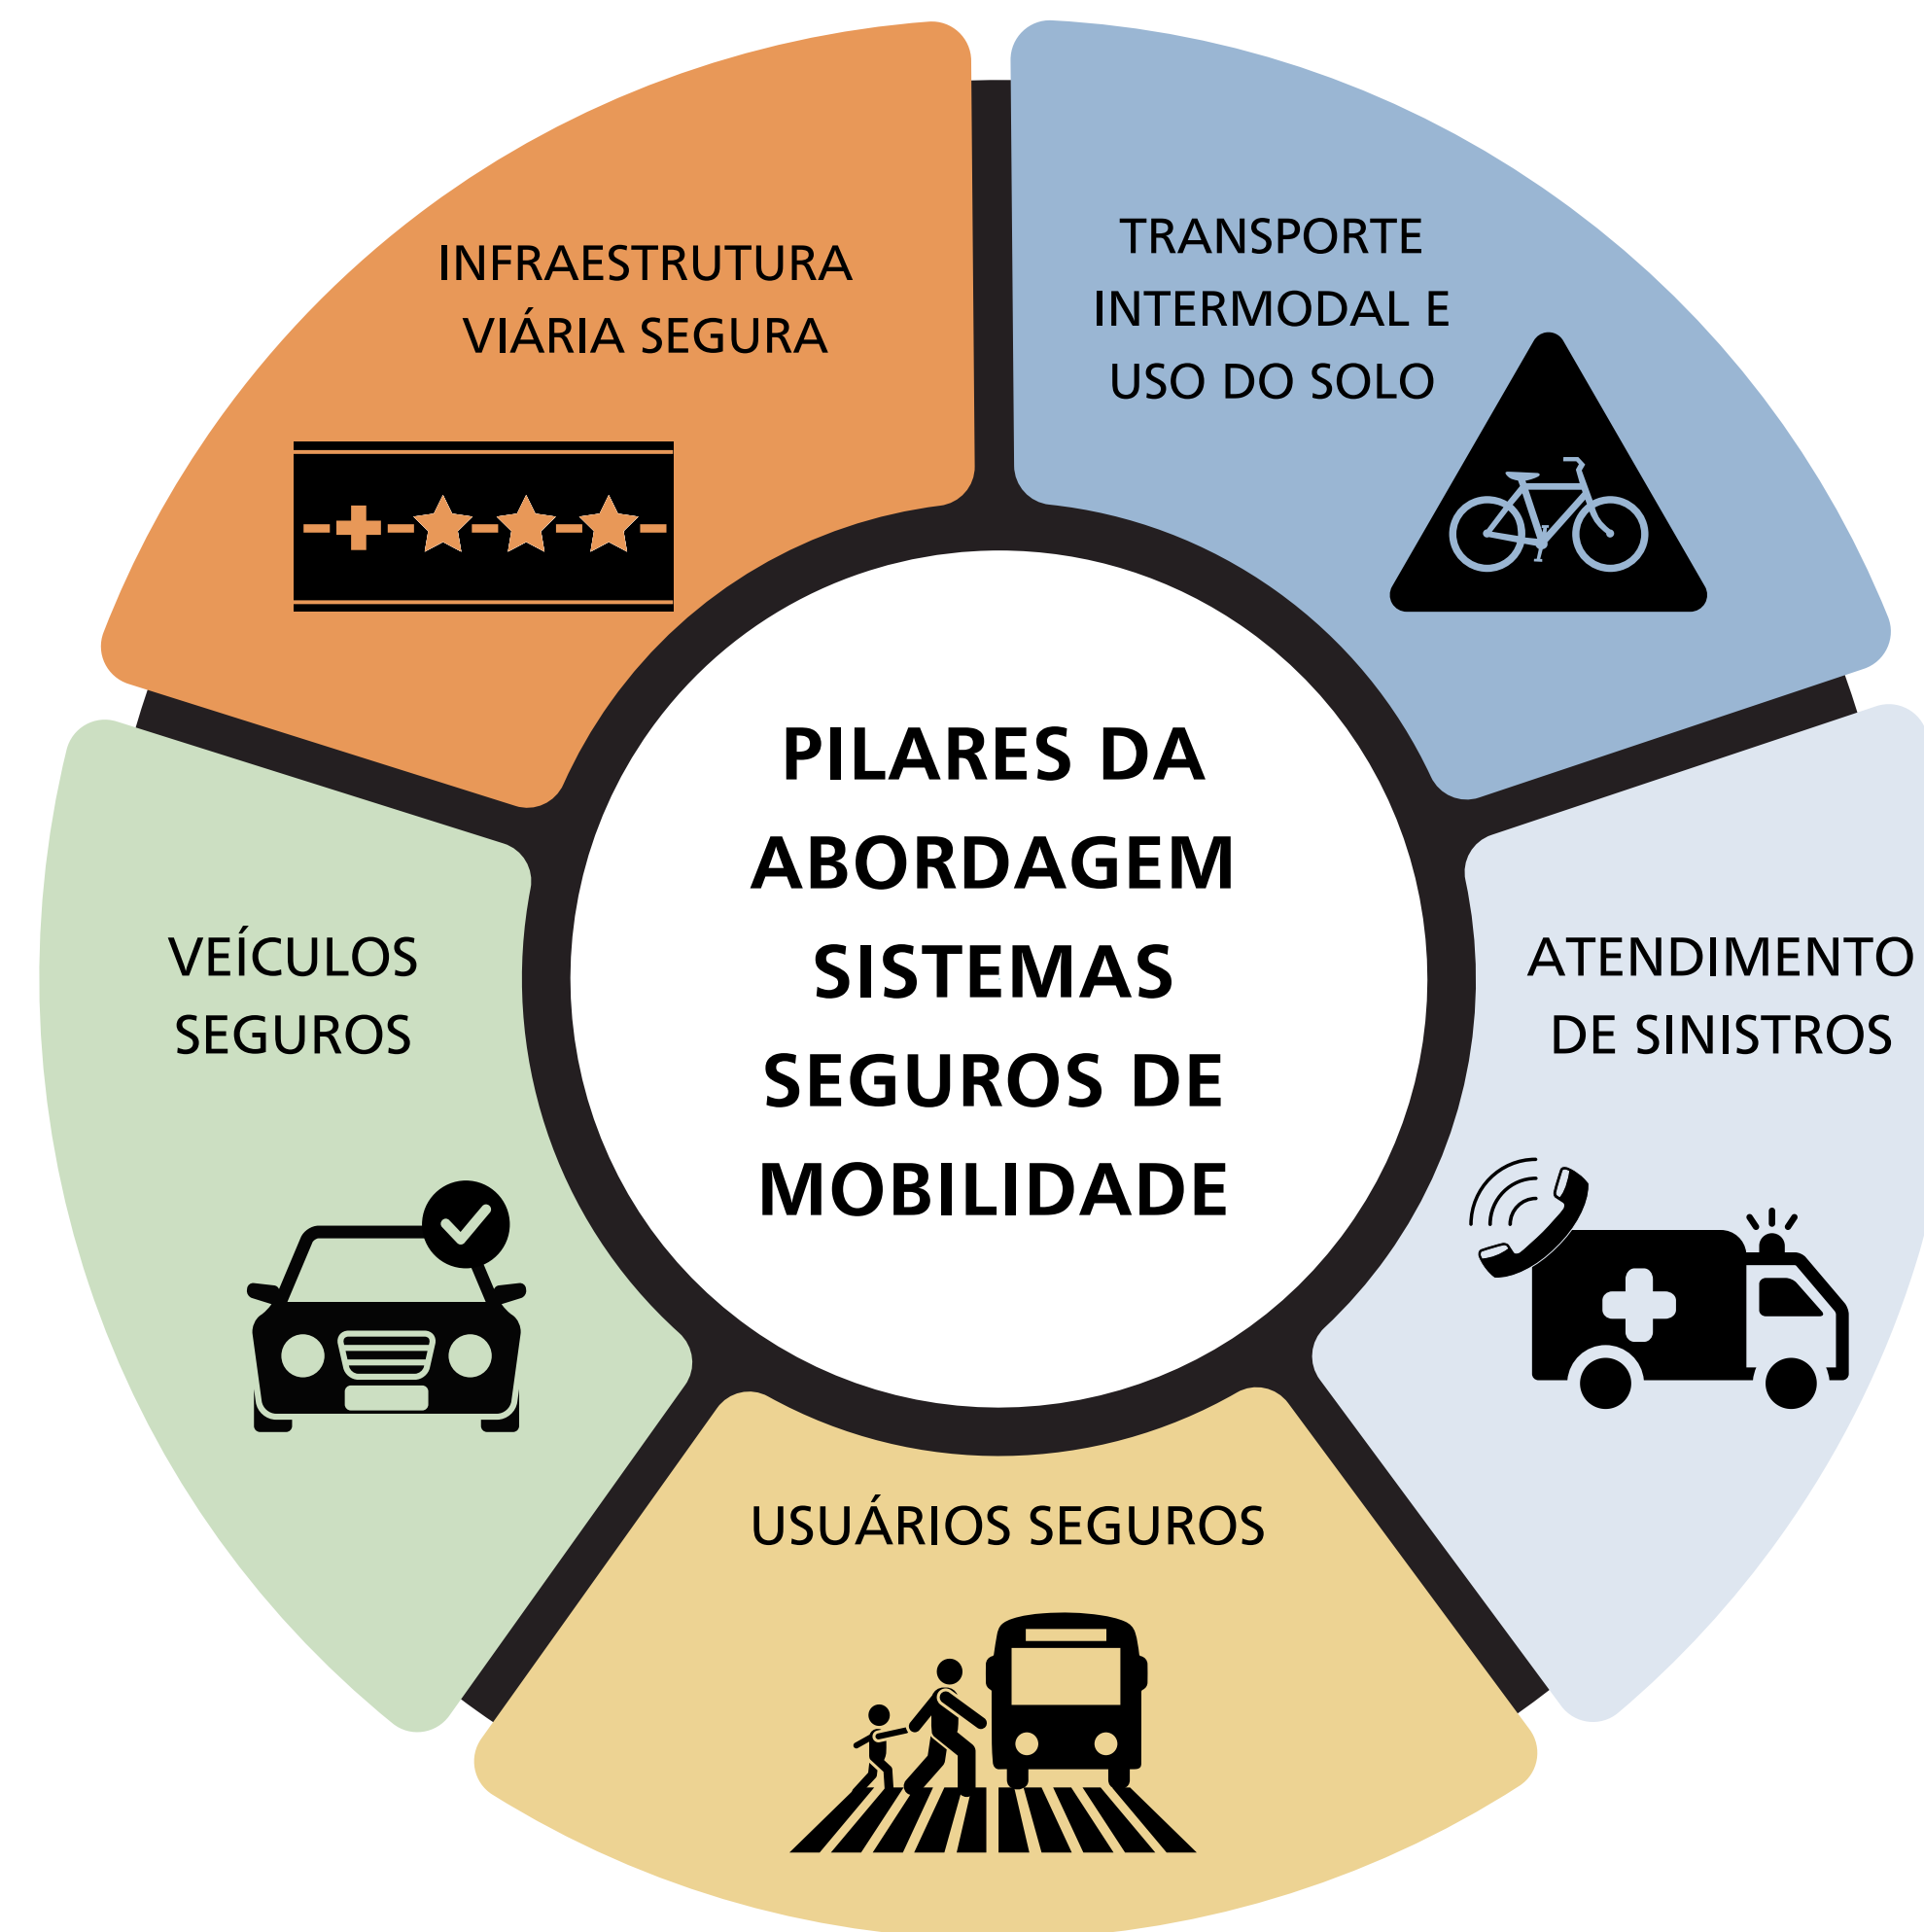 INFRAESTRUTURA
VIÁRIA SEGURA
TRANSPORTE
INTERMODAL E
USO DO SOLO
PILARES DA
ABORDAGEM
SISTEMAS
SEGUROS DE
MOBILIDADE
VEÍCULOS
SEGUROS
ATENDIMENTO
DE SINISTROS
USUÁRIOS SEGUROS